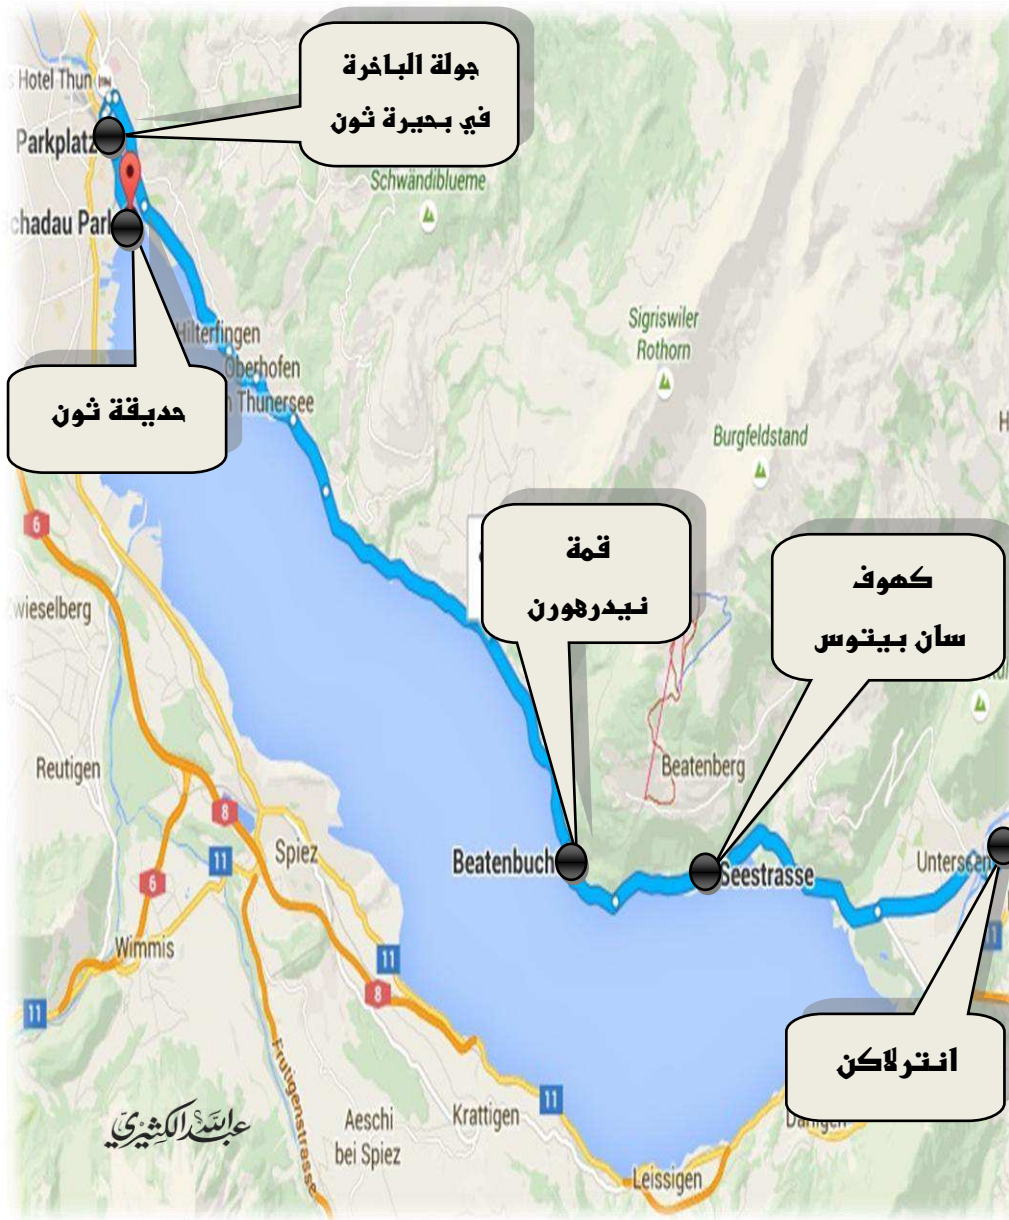 s Hotel Thun
جولة الباخرة
في بحيرة ثون
Parkplatz
Schwändiblueme
chadau Park
Hilterfingen
Oberhofen
Thunersee
حديقة ثون
Sigriswiler
Rothorn
Burgfeldstand
6
قمة
نيدرهورن
كهوف
سان بيتوس
Zwieselberg
Reutigen
Beatenberg
8
Spiez
11
6
Beatenbuch
Seestrasse
Unterseen
Wimmis
11
11
8
11
انترلاكن
Frutigenstrasse
عبدالله الكثيري
Aeschi
bei Spiez
Krattigen
11
Därligen
Leissigen